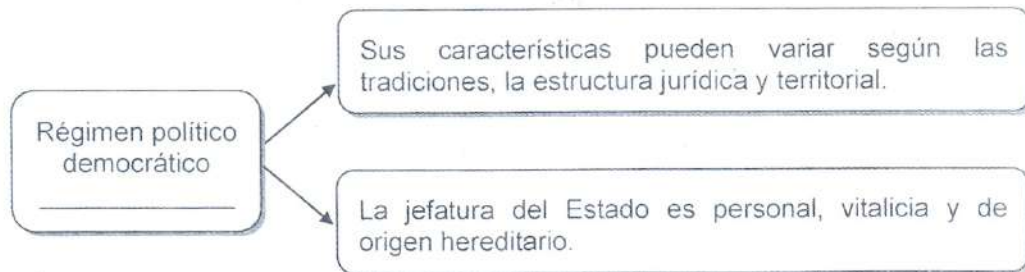 Sus características pueden variar según las
tradiciones, la estructura jurídica y territorial.
Régimen político
democrático
La jefatura del Estado es personal, vitalicia y de
origen hereditario.